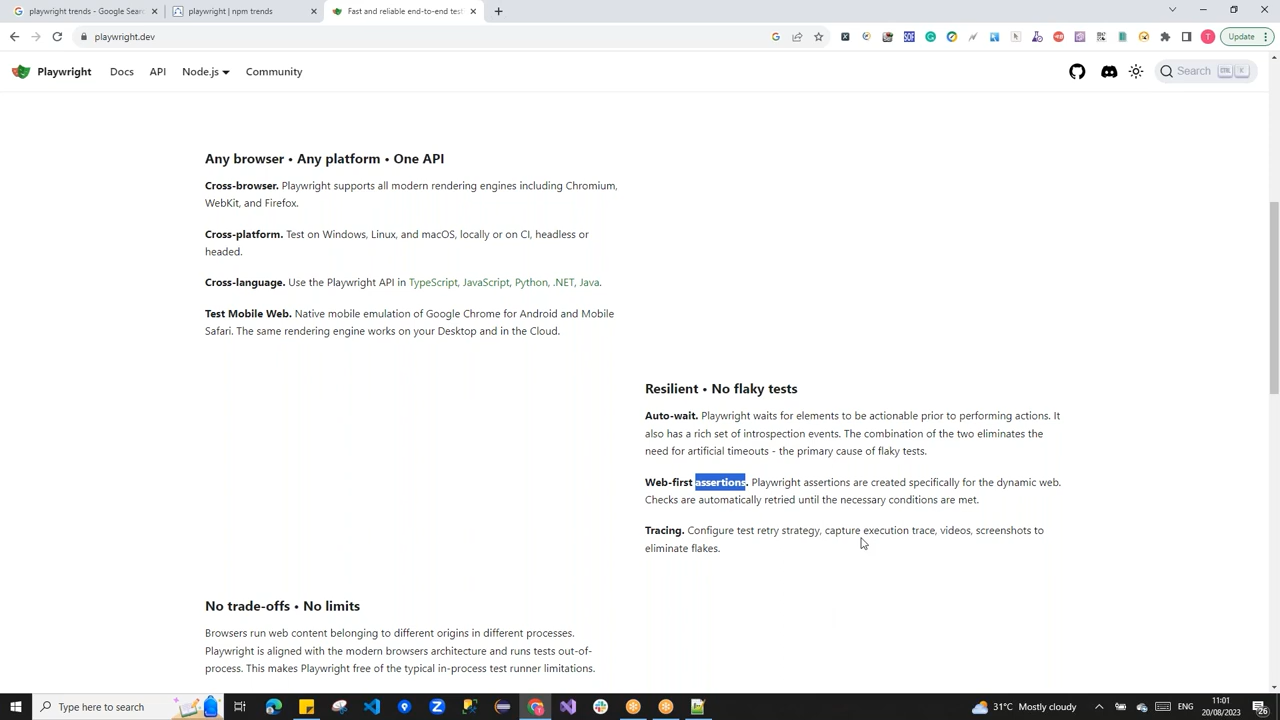 playwright trends - Google Sear
playwright | npm trends
Fast and reliable end-to-end test
playwright.dev
Update
Playwright
Docs
API
Node.js
Community
Search
Any browser • Any platform • One API
Cross-browser. Playwright supports all modern rendering engines including Chromium,
WebKit, and Firefox.
Cross-platform. Test on Windows, Linux, and macOS, locally or on CI, headless or
headed.
Cross-language. Use the Playwright API in TypeScript, JavaScript, Python, .NET, Java.
Test Mobile Web. Native mobile emulation of Google Chrome for Android and Mobile
Safari. The same rendering engine works on your Desktop and in the Cloud.
Resilient • No flaky tests
Auto-wait. Playwright waits for elements to be actionable prior to performing actions. It
also has a rich set of introspection events. The combination of the two eliminates the
need for artificial timeouts - the primary cause of flaky tests.
Web-first assertions. Playwright assertions are created specifically for the dynamic web.
Checks are automatically retried until the necessary conditions are met.
Tracing. Configure test retry strategy, capture execution trace, videos, screenshots to
eliminate flakes.
No trade-offs • No limits
Browsers run web content belonging to different origins in different processes.
Playwright is aligned with the modern browsers architecture and runs tests out-of-
process. This makes Playwright free of the typical in-process test runner limitations.
Type here to search
31°C Mostly cloudy
ENG
11:01
20/08/2023
26